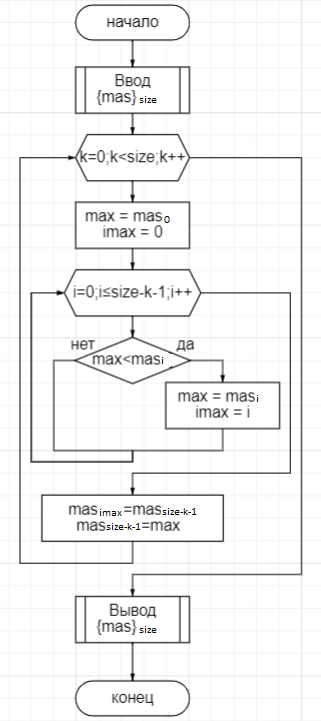 начало
Ввод
{mas} size
k=0;k<size;k++
max = mas0
imax = 0
i=0;i≤size-k-1;i++
нет
да
max<masi
max = masi
imax = i
masimax=massize-k-1
massize-k-1=max
Вывод
{mas} size
конец